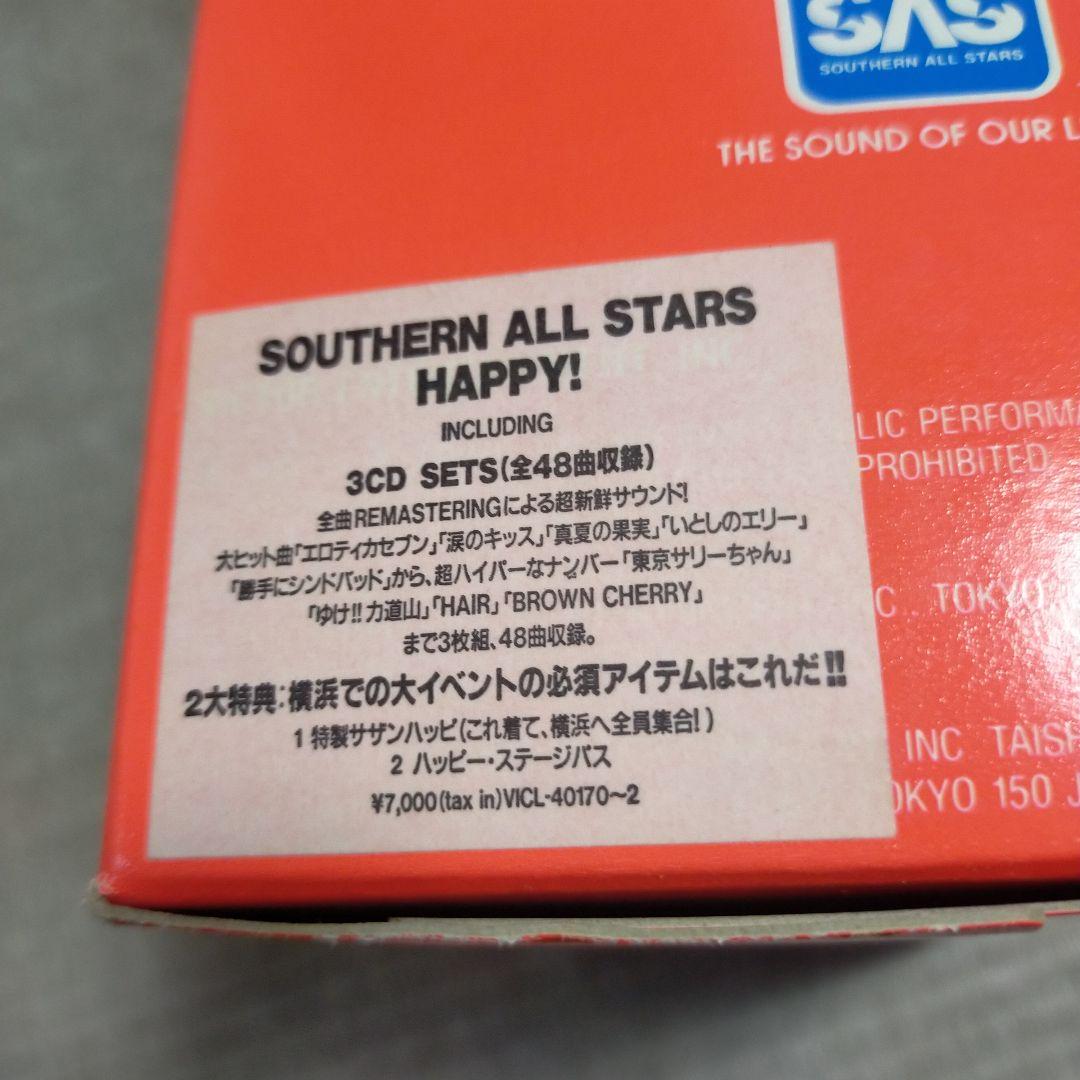 SAS
SOUTHERN ALL STARS
THE SOUND OF OUR
SOUTHERN ALL STARS
HAPPY!
INCLUDING
3CD SETS(全48曲収録)
全曲REMASTERINGによる超新鮮サウンド!
大ヒット曲「エロティカセブン」「涙のキッス」「真夏の果実」「いとしのエリー」
「勝手にシンドバッド」から、超ハイパーなナンバー「東京サリーちゃん」
「ゆけ!!力道山」「HAIR」「BROWN CHERRY」
まで3枚組、48曲収録。
2大特典:横浜での大イベントの必須アイテムはこれだ!!
1 特製サザンハッピ(これ着て、横浜へ全員集合!)
2 ハッピー・ステージパス
¥7,000(tax in)VICL-40170~2
LIC PERFORMA
PROHIBITED
C. TOKYO
INC TAISH
OKYO 150 J